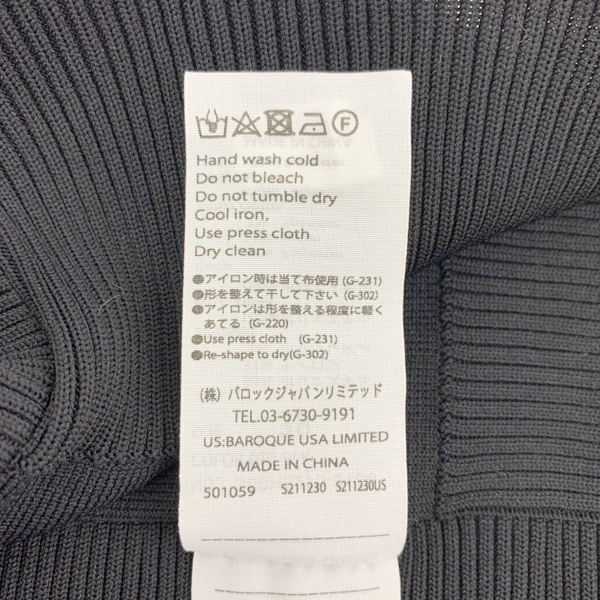 F
Hand wash cold
Do not bleach
Do not tumble dry
Cool iron,
Use press cloth
Dry clean
●アイロン時は当て布使用 (G-231)
●形を整えて干して下さい (G-302)
●アイロンは形を整える程度に軽く
あてる (G-220)
●Use press cloth (G-231)
●Re-shape to dry(G-302)
(株) バロックジャパンリミテッド
TEL.03-6730-9191
US:BAROQUE USA LIMITED
MADE IN CHINA
501059 S211230 S211230US